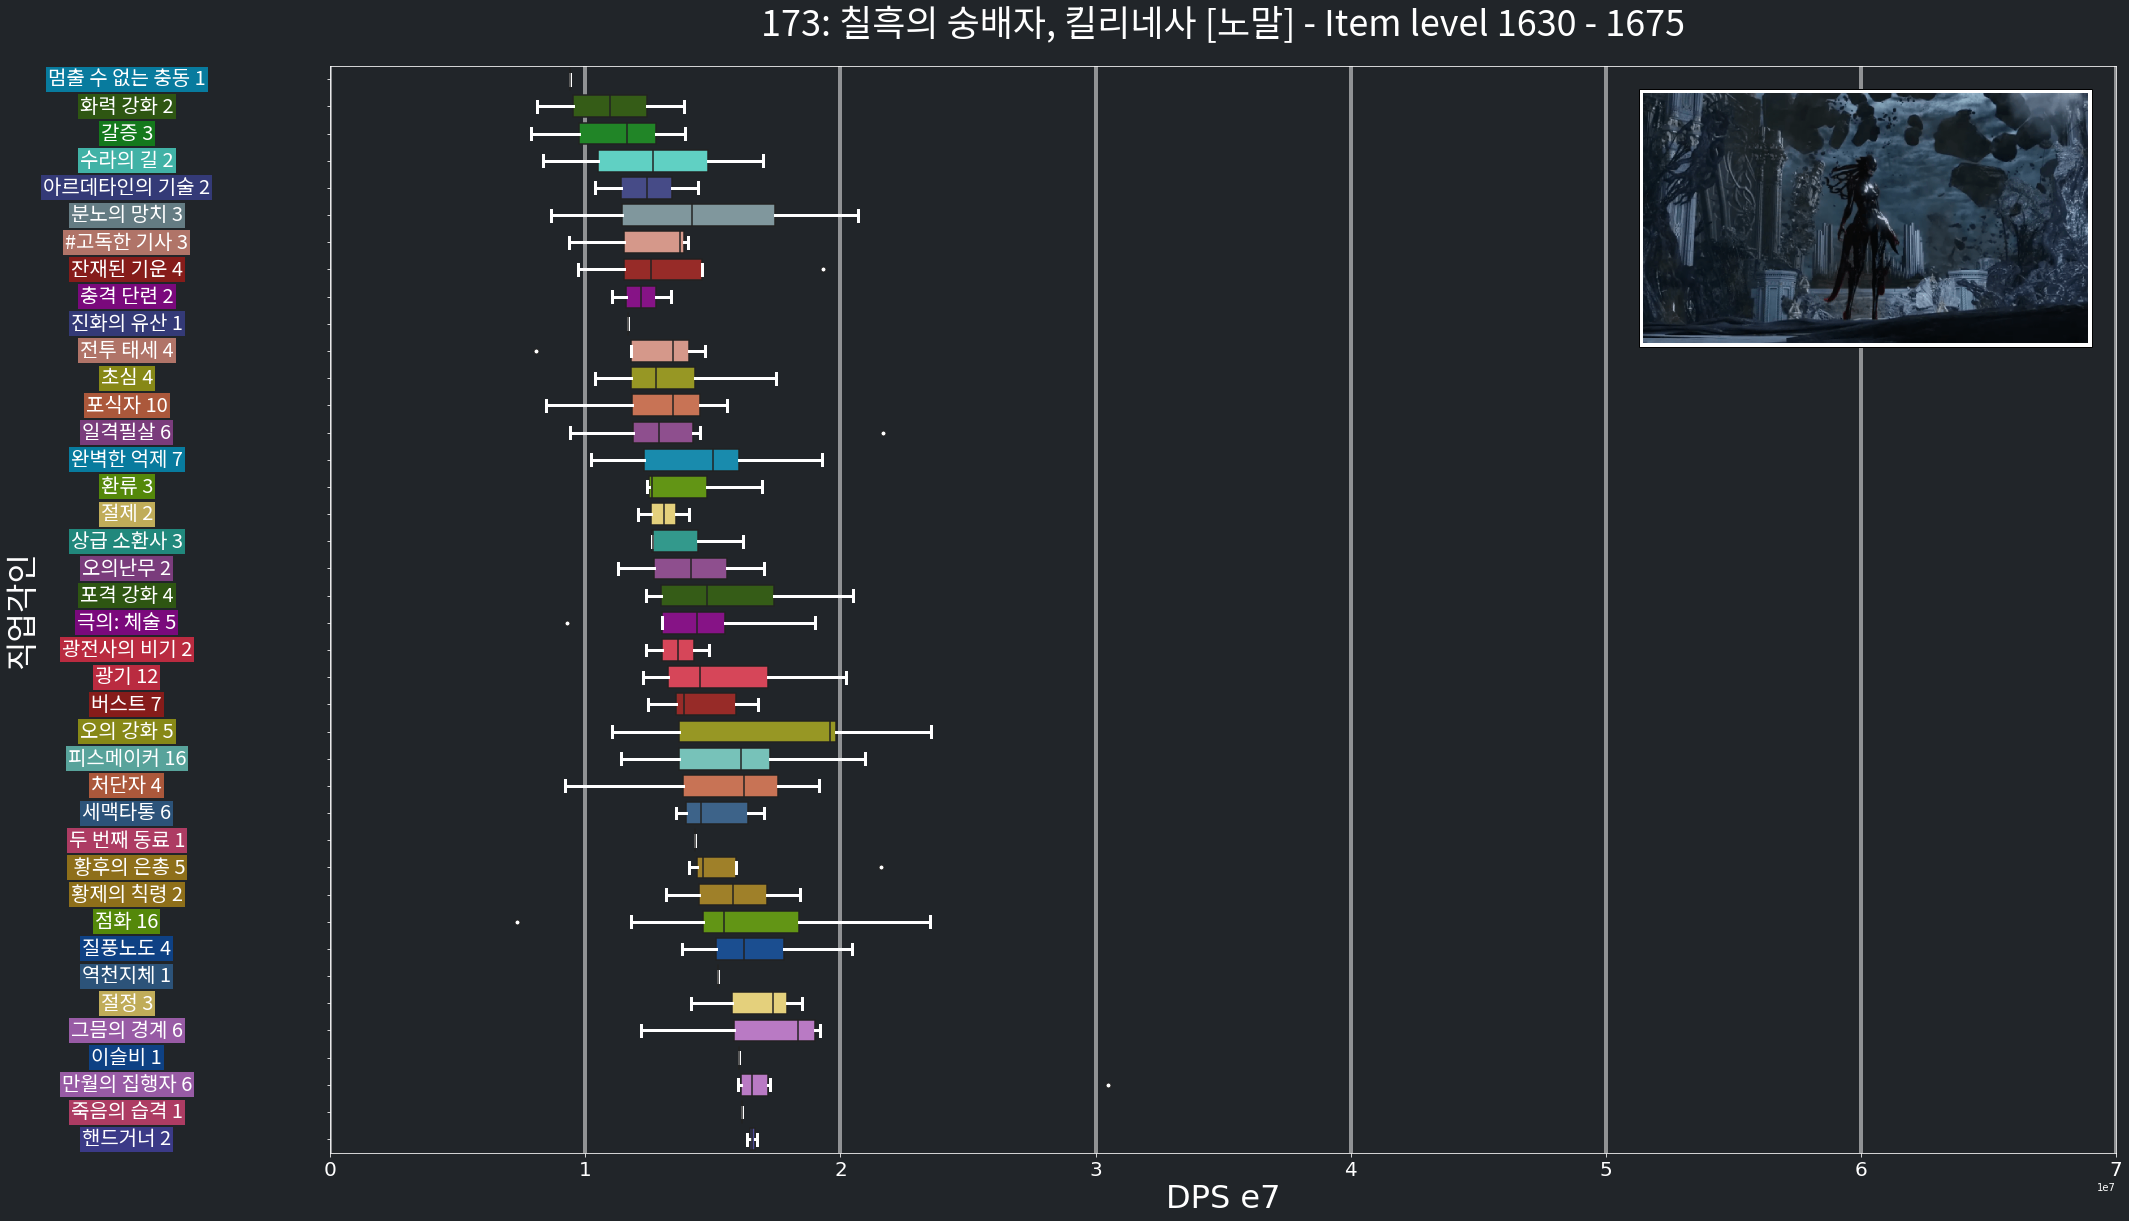 173: 칠흑의 숭배자, 킬리네사 [노말] - Item level 1630 - 1675
직업각인
멈출 수 없는 충동 1
화력 강화 2
갈증 3
수라의 길 2
아르데타인의 기술 2
분노의 망치 3
#고독한 기사 3
잔재된 기운 4
충격 단련 2
진화의 유산 1
전투 태세 4
초심 4
포식자 10
일격필살 6
완벽한 억제 7
환류 3
절제 2
상급 소환사 3
오의난무 2
포격 강화 4
극의: 체술 5
광전사의 비기 2
광기 12
버스트 7
오의 강화 5
피스메이커 16
처단자 4
세맥타통 6
두 번째 동료 1
황후의 은총 5
황제의 칙령 2
점화 16
질풍노도 4
역천지체 1
절정 3
그믐의 경계 6
이슬비 1
만월의 집행자 6
죽음의 습격 1
핸드거너 2
0 1 2 3 4 5 6 7
DPS e7
1e7